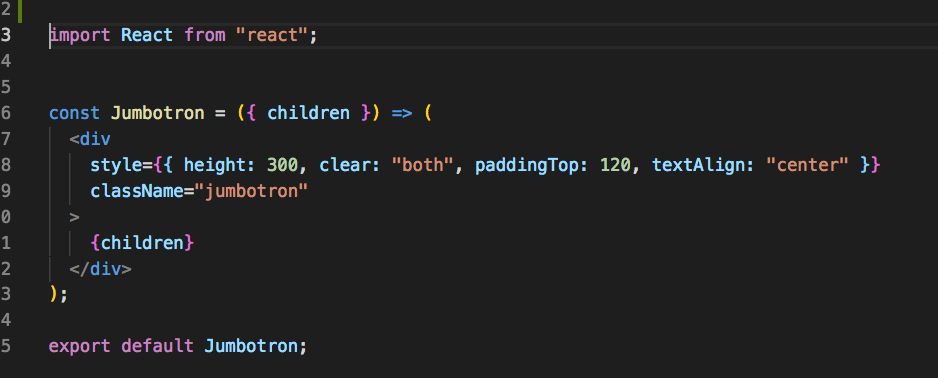 2
3 import React from "react";
4
5
6 const Jumbotron = ({ children }) => (
7 <div
8 style={{ height: 300, clear: "both", paddingTop: 120, textAlign: "center" }}
9 className="jumbotron"
0 >
1 {children}
2 </div>
3 );
4
5 export default Jumbotron;